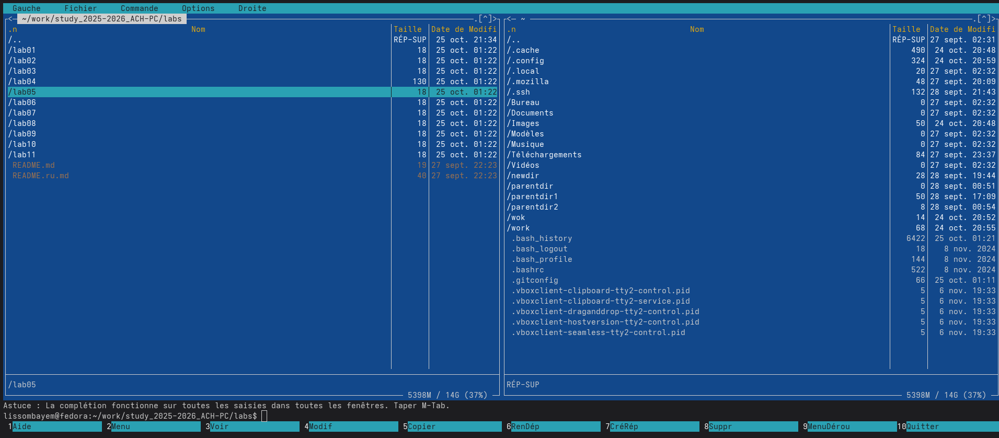 Gauche Fichier Commande Options Droite
<─ ~/work/study_2025-2026_ACH-PC/labs .[^]>
.n Nom Taille Date de Modifi
/.. RÉP-SUP 25 oct. 21:34
/lab01 18 25 oct. 01:22
/lab02 18 25 oct. 01:22
/lab03 18 25 oct. 01:22
/lab04 130 25 oct. 01:22
/lab05 18 25 oct. 01:22
/lab06 18 25 oct. 01:22
/lab07 18 25 oct. 01:22
/lab08 18 25 oct. 01:22
/lab09 18 25 oct. 01:22
/lab10 18 25 oct. 01:22
/lab11 18 25 oct. 01:22
README.md 19 27 sept. 22:23
README.ru.md 40 27 sept. 22:23
/lab05
5398M / 14G (37%)
<─ ~ .[^]>
.n Nom Taille Date de Modifi
/.. RÉP-SUP 27 sept. 02:31
/.cache 490 24 oct. 20:48
/.config 324 24 oct. 20:59
/.local 20 27 sept. 02:32
/.mozilla 48 27 sept. 20:09
/.ssh 132 28 sept. 21:43
/Bureau 0 27 sept. 02:32
/Documents 0 27 sept. 02:32
/Images 50 24 oct. 20:48
/Modèles 0 27 sept. 02:32
/Musique 0 27 sept. 02:32
/Téléchargements 84 27 sept. 23:37
/Vidéos 0 27 sept. 02:32
/newdir 28 28 sept. 19:44
/parentdir 0 28 sept. 00:51
/parentdir1 50 28 sept. 17:09
/parentdir2 8 28 sept. 00:54
/wok 14 24 oct. 20:52
/work 68 24 oct. 20:55
.bash_history 6422 25 oct. 01:21
.bash_logout 18 8 nov. 2024
.bash_profile 144 8 nov. 2024
.bashrc 522 8 nov. 2024
.gitconfig 66 25 oct. 01:11
.vboxclient-clipboard-tty2-control.pid 5 6 nov. 19:33
.vboxclient-clipboard-tty2-service.pid 5 6 nov. 19:33
.vboxclient-draganddrop-tty2-control.pid 5 6 nov. 19:33
.vboxclient-hostversion-tty2-control.pid 5 6 nov. 19:33
.vboxclient-seamless-tty2-control.pid 5 6 nov. 19:33
RÉP-SUP
5398M / 14G (37%)
Astuce : La complétion fonctionne sur toutes les saisies dans toutes les fenêtres. Taper M-Tab.
lissombayem@fedora:~/work/study_2025-2026_ACH-PC/labs$
1Aide 2Menu 3Voir 4Modif 5Copier 6RenDép 7CréRép 8Suppr 9MenuDérou 10Quitter